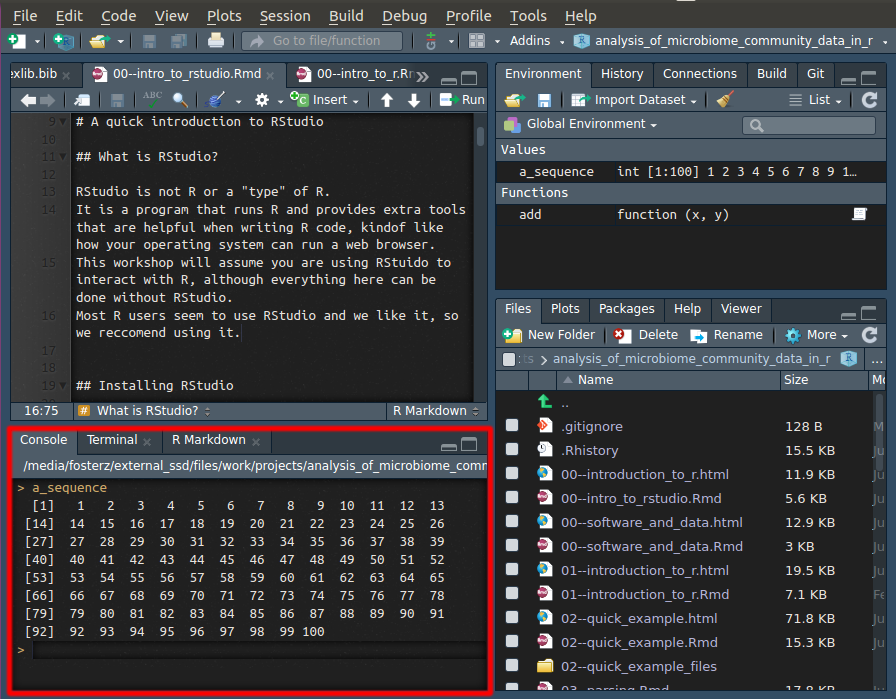 File Edit Code View Plots Session Build Debug Profile Tools Help
Go to file/function Addins analysis_of_microbiome_community_data_in_r
exlib.bib 00--intro_to_rstudio.Rmd 00--intro_to_r.Rm
ABC Insert Run
9 # A quick introduction to RStudio
10
11 ## What is RStudio?
12
13 RStudio is not R or a "type" of R.
14 It is a program that runs R and provides extra tools
that are helpful when writing R code, kindof like
how your operating system can run a web browser.
15 This workshop will assume you are using RStuido to
interact with R, although everything here can be
done without RStudio.
16 Most R users seem to use RStudio and we like it, so
we reccomend using it.
17
18
19 ## Installing RStudio
16:75 # What is RStudio? R Markdown
Console Terminal R Markdown
/media/fosterz/external_ssd/files/work/projects/analysis_of_microbiome_comm
> a_sequence
[1] 1 2 3 4 5 6 7 8 9 10 11 12 13
[14] 14 15 16 17 18 19 20 21 22 23 24 25 26
[27] 27 28 29 30 31 32 33 34 35 36 37 38 39
[40] 40 41 42 43 44 45 46 47 48 49 50 51 52
[53] 53 54 55 56 57 58 59 60 61 62 63 64 65
[66] 66 67 68 69 70 71 72 73 74 75 76 77 78
[79] 79 80 81 82 83 84 85 86 87 88 89 90 91
[92] 92 93 94 95 96 97 98 99 100
>
Environment History Connections Build Git
Import Dataset List
Global Environment
Values
a_sequence int [1:100] 1 2 3 4 5 6 7 8 9 1…
Functions
add function (x, y)
Files Plots Packages Help Viewer
New Folder Delete Rename More
ts > analysis_of_microbiome_community_data_in_r R ...
Name Size Mo
..
.gitignore 128 B M
.Rhistory 15.5 KB Ju
00--introduction_to_r.html 11.9 KB Ju
00--intro_to_rstudio.Rmd 5.6 KB Ju
00--software_and_data.html 12.9 KB Ju
00--software_and_data.Rmd 3 KB Ju
01--introduction_to_r.html 19.5 KB Ju
01--introduction_to_r.Rmd 7.1 KB Fe
02--quick_example.html 71.8 KB Ju
02--quick_example.Rmd 15.3 KB Ju
02--quick_example_files
03--parsing.Rmd 17.8 KB Ju